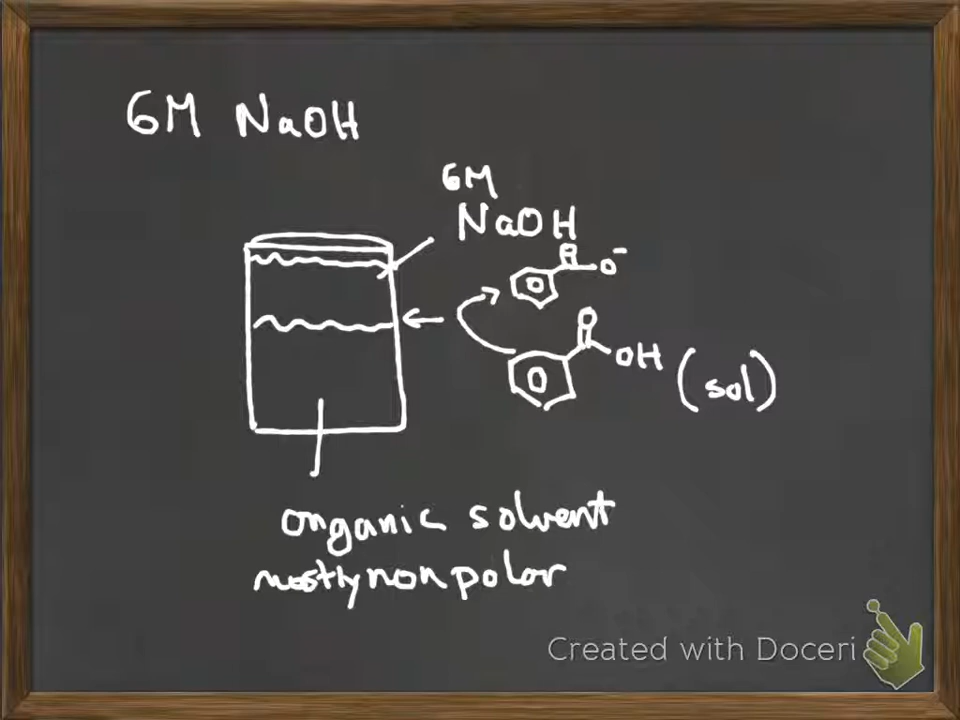 6M NaOH
6M
NaOH
O
O⁻
O
OH (sol)
organic solvent
mostly nonpolar
Created with Doceri